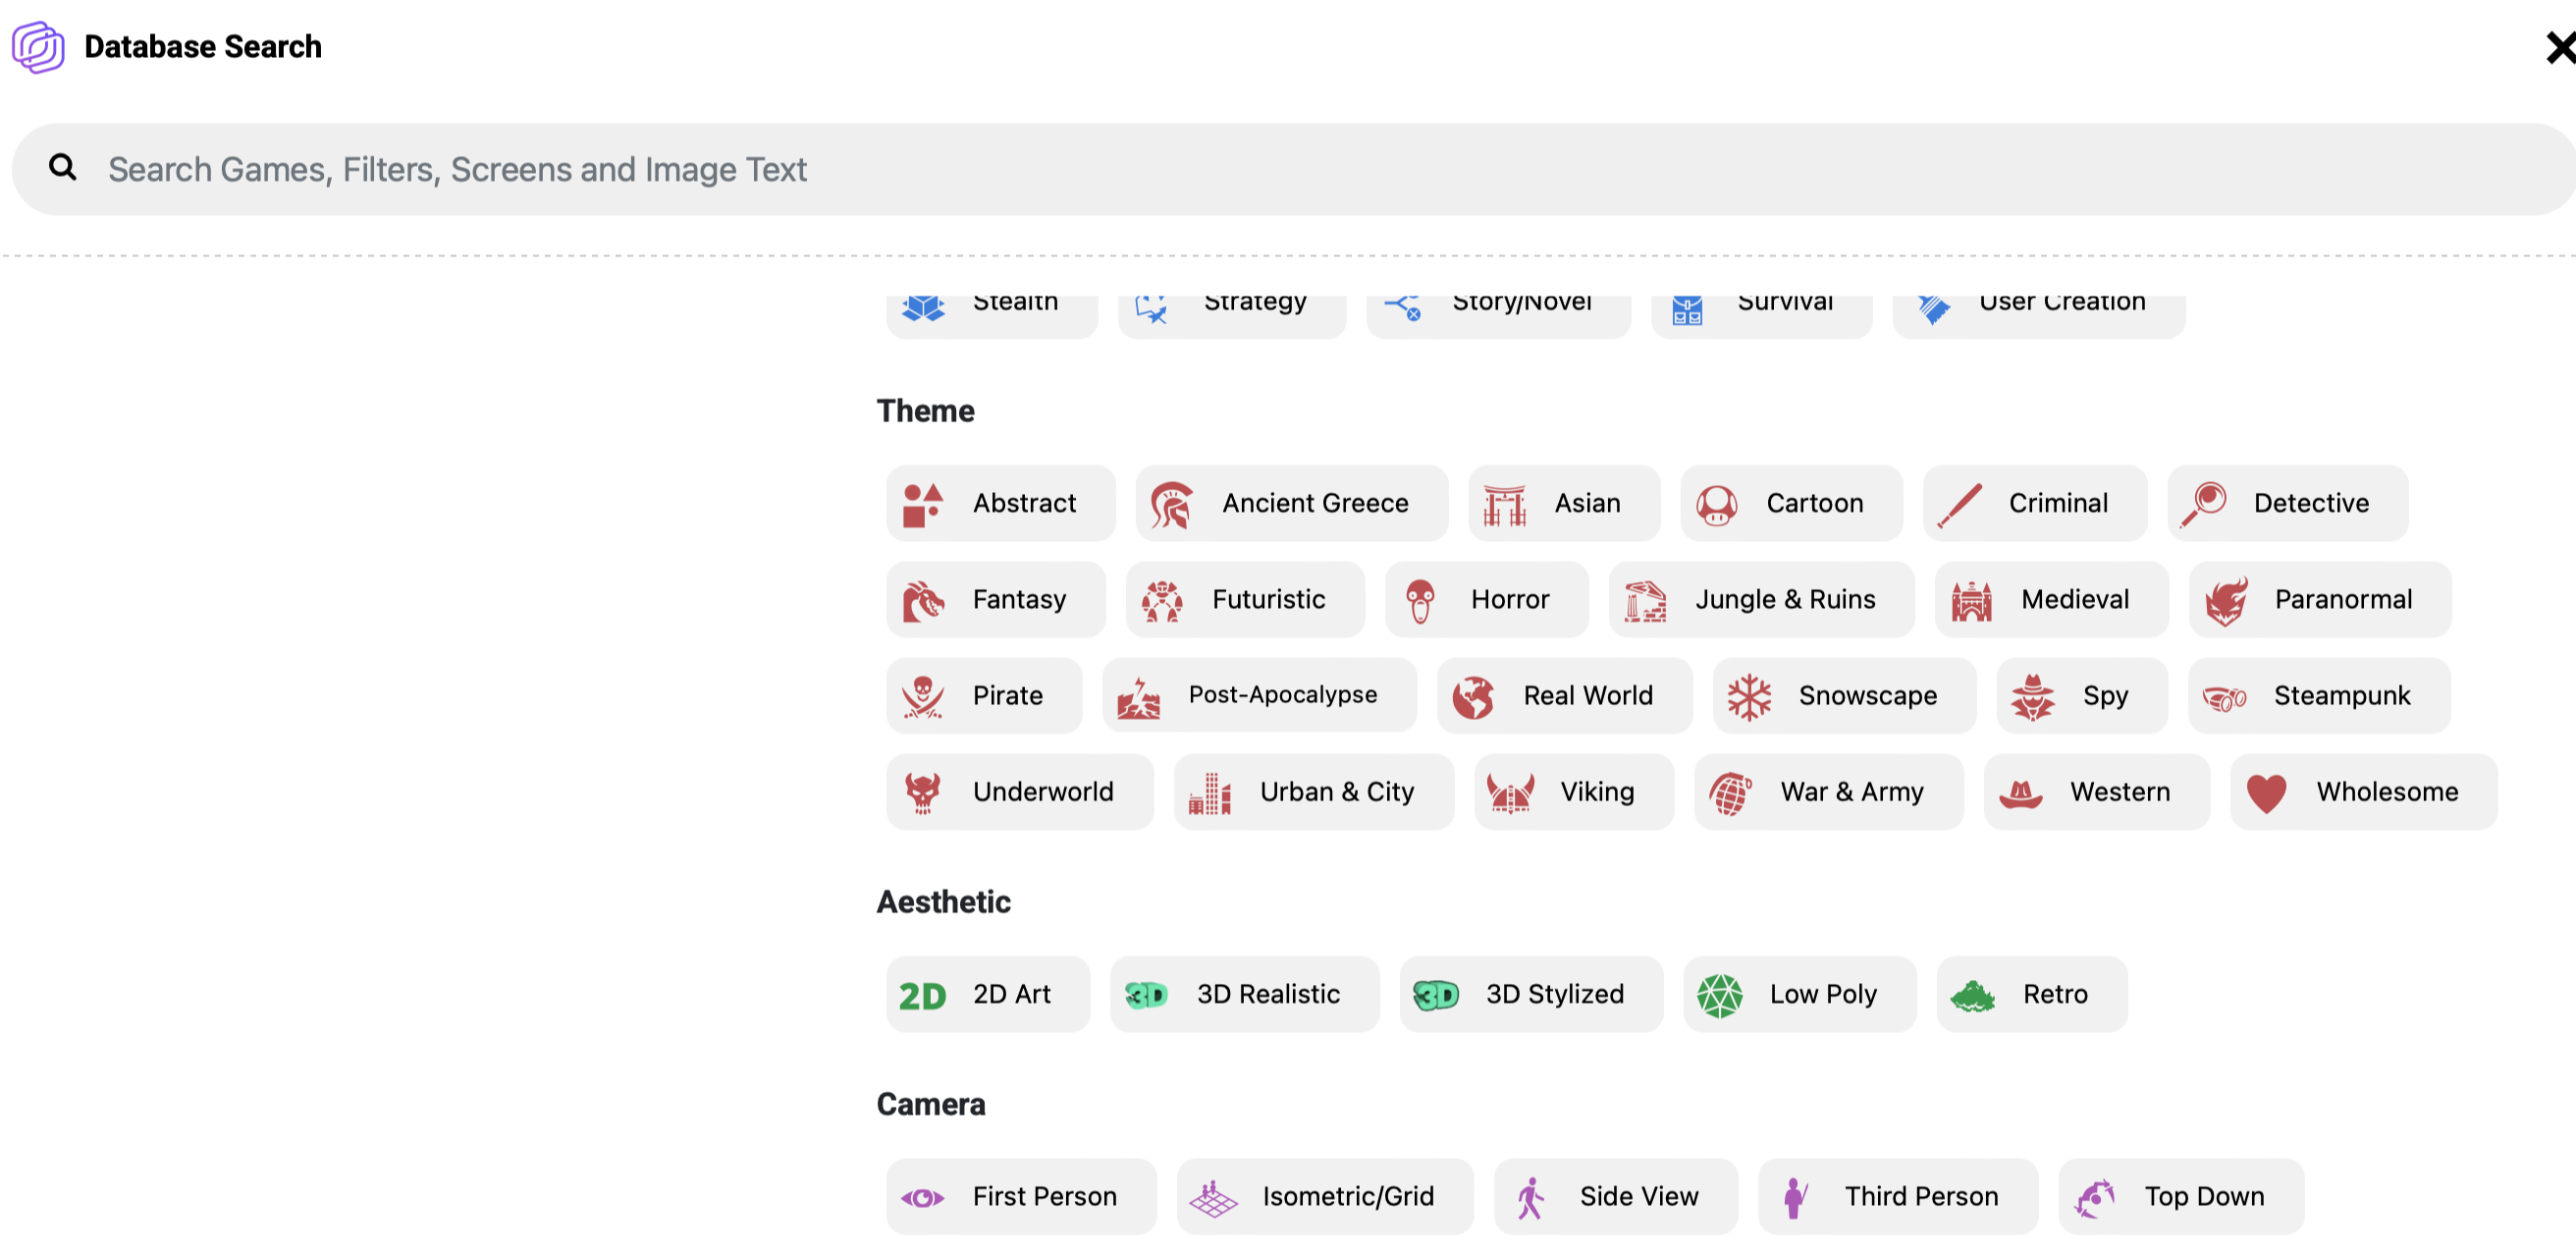 Database Search
Search Games, Filters, Screens and Image Text
Stealth Strategy Story/Novel Survival User Creation
Theme
Abstract Ancient Greece Asian Cartoon Criminal Detective
Fantasy Futuristic Horror Jungle & Ruins Medieval Paranormal
Pirate Post-Apocalypse Real World Snowscape Spy Steampunk
Underworld Urban & City Viking War & Army Western Wholesome
Aesthetic
2D 2D Art 3D 3D Realistic 3D 3D Stylized Low Poly Retro
Camera
First Person Isometric/Grid Side View Third Person Top Down